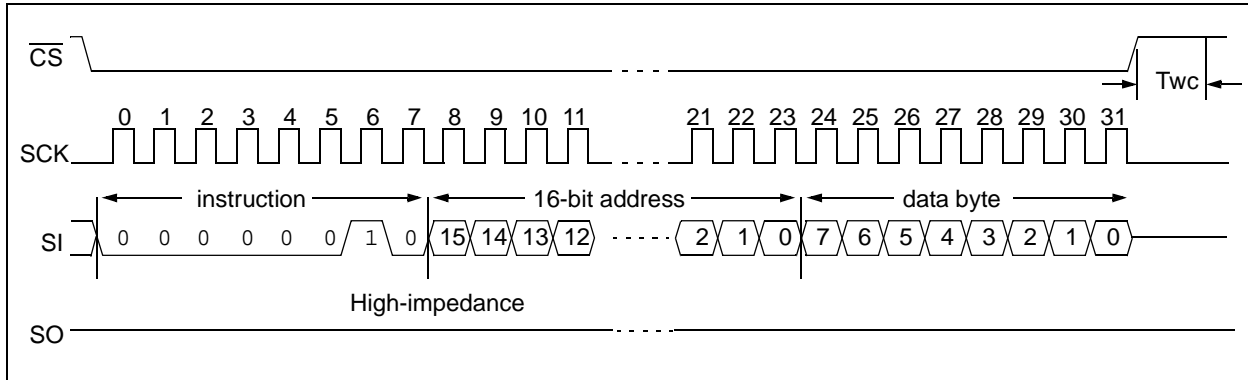 CS
Twc
0 1 2 3 4 5 6 7 8 9 10 11 21 22 23 24 25 26 27 28 29 30 31
SCK
instruction 16-bit address data byte
SI 0 0 0 0 0 0 1 0 15 14 13 12 2 1 0 7 6 5 4 3 2 1 0
High-impedance
SO